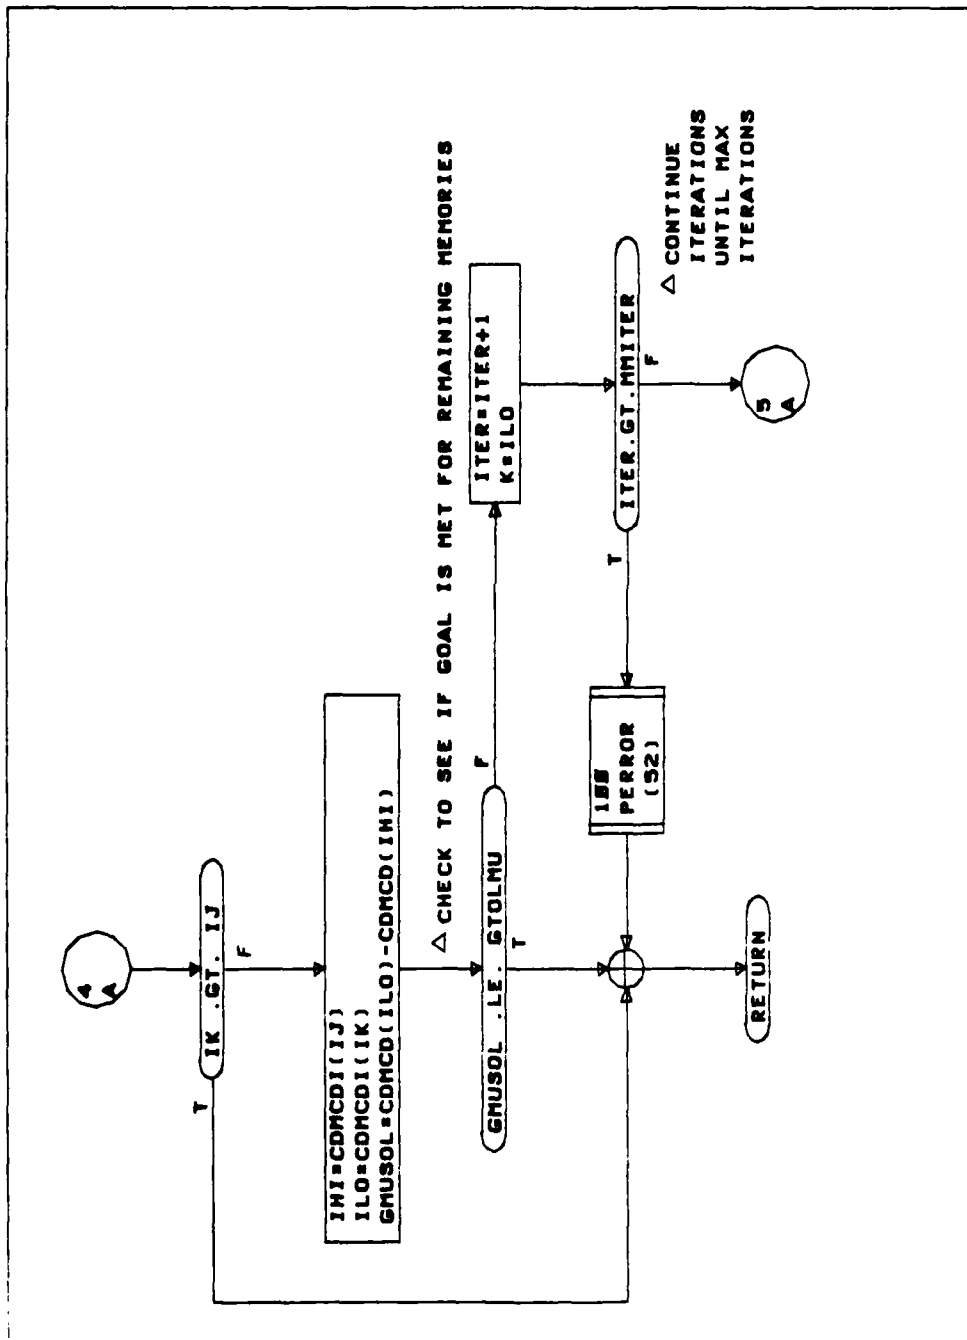 4
A
IK .GT. IJ
T
F
IHI=CDMCDI(IJ)
ILO=CDMCDI(IK)
GMUSOL=CDMCD(ILO)-CDMCD(IHI)
△ CHECK TO SEE IF GOAL IS MET FOR REMAINING MEMORIES
GMUSOL .LE. GTOLMU
T
F
ITER=ITER+1
K=ILO
ITER.GT.MMITER
T
F
△ CONTINUE
ITERATIONS
UNTIL MAX
ITERATIONS
5
A
PERROR
(52)
RETURN